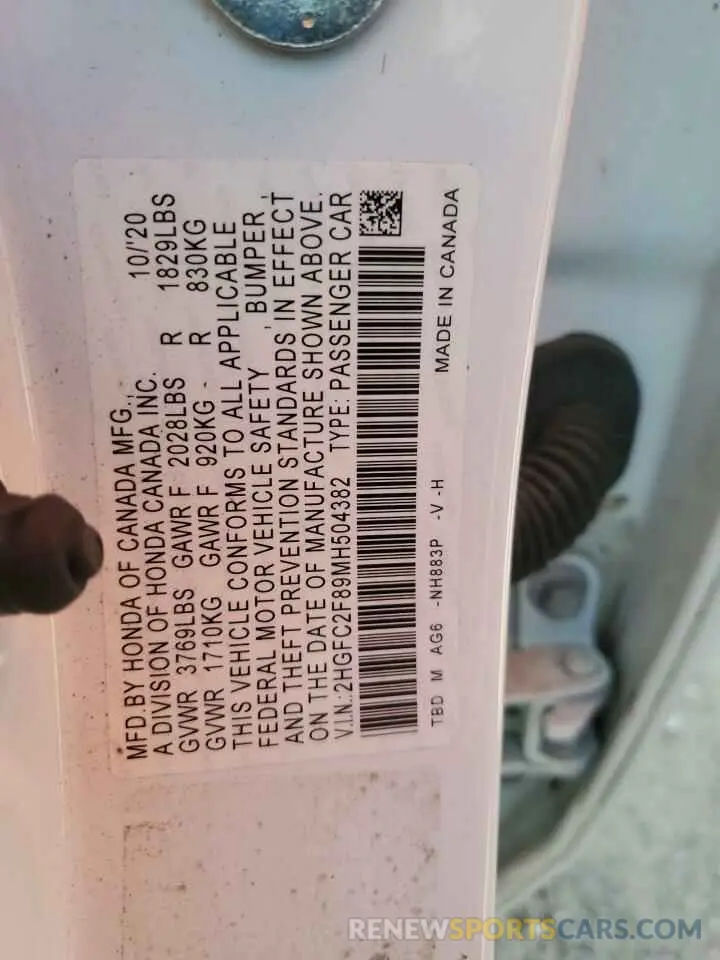 MFD.BY HONDA OF CANADA MFG., 10/'20
A DIVISION OF HONDA CANADA INC.
GVWR 3769LBS GAWR F 2028LBS R 1829LBS
GVWR 1710KG GAWR F 920KG - R 830KG
THIS VEHICLE CONFORMS TO ALL APPLICABLE
FEDERAL MOTOR VEHICLE SAFETY , BUMPER ,
AND THEFT PREVENTION STANDARDS IN EFFECT
ON THE DATE OF MANUFACTURE SHOWN ABOVE.
V.I.N.:2HGFC2F89MH504382 TYPE: PASSENGER CAR
TBD M AG6 -NH883P -V -H MADE IN CANADA
RENEWSPORTSCARS.COM